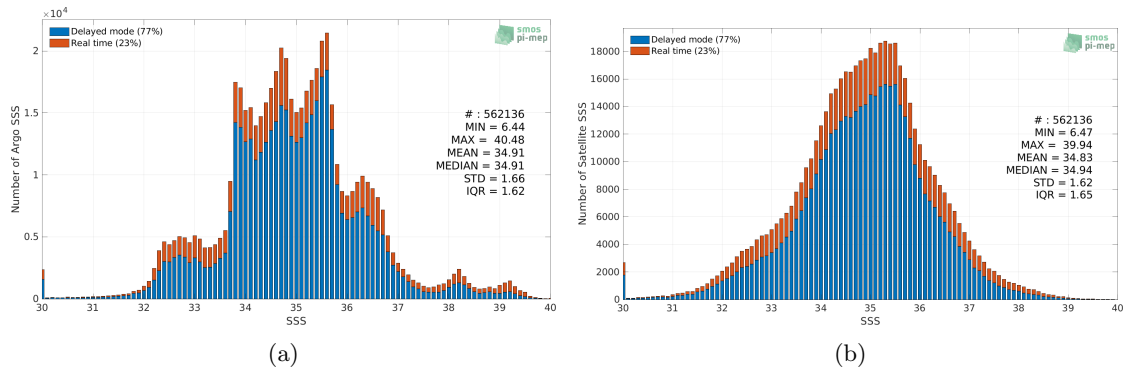 ×10⁴
Delayed mode (77%)
Real time (23%)
smos
pi-mep
2
1.5
1
0.5
0
Number of Argo SSS
# : 562136
MIN = 6.44
MAX = 40.48
MEAN = 34.91
MEDIAN = 34.91
STD = 1.66
IQR = 1.62
30 31 32 33 34 35 36 37 38 39 40
SSS
(a)
Delayed mode (77%)
Real time (23%)
smos
pi-mep
18000
16000
14000
12000
10000
8000
6000
4000
2000
0
Number of Satellite SSS
# : 562136
MIN = 6.47
MAX = 39.94
MEAN = 34.83
MEDIAN = 34.94
STD = 1.62
IQR = 1.65
30 31 32 33 34 35 36 37 38 39 40
SSS
(b)